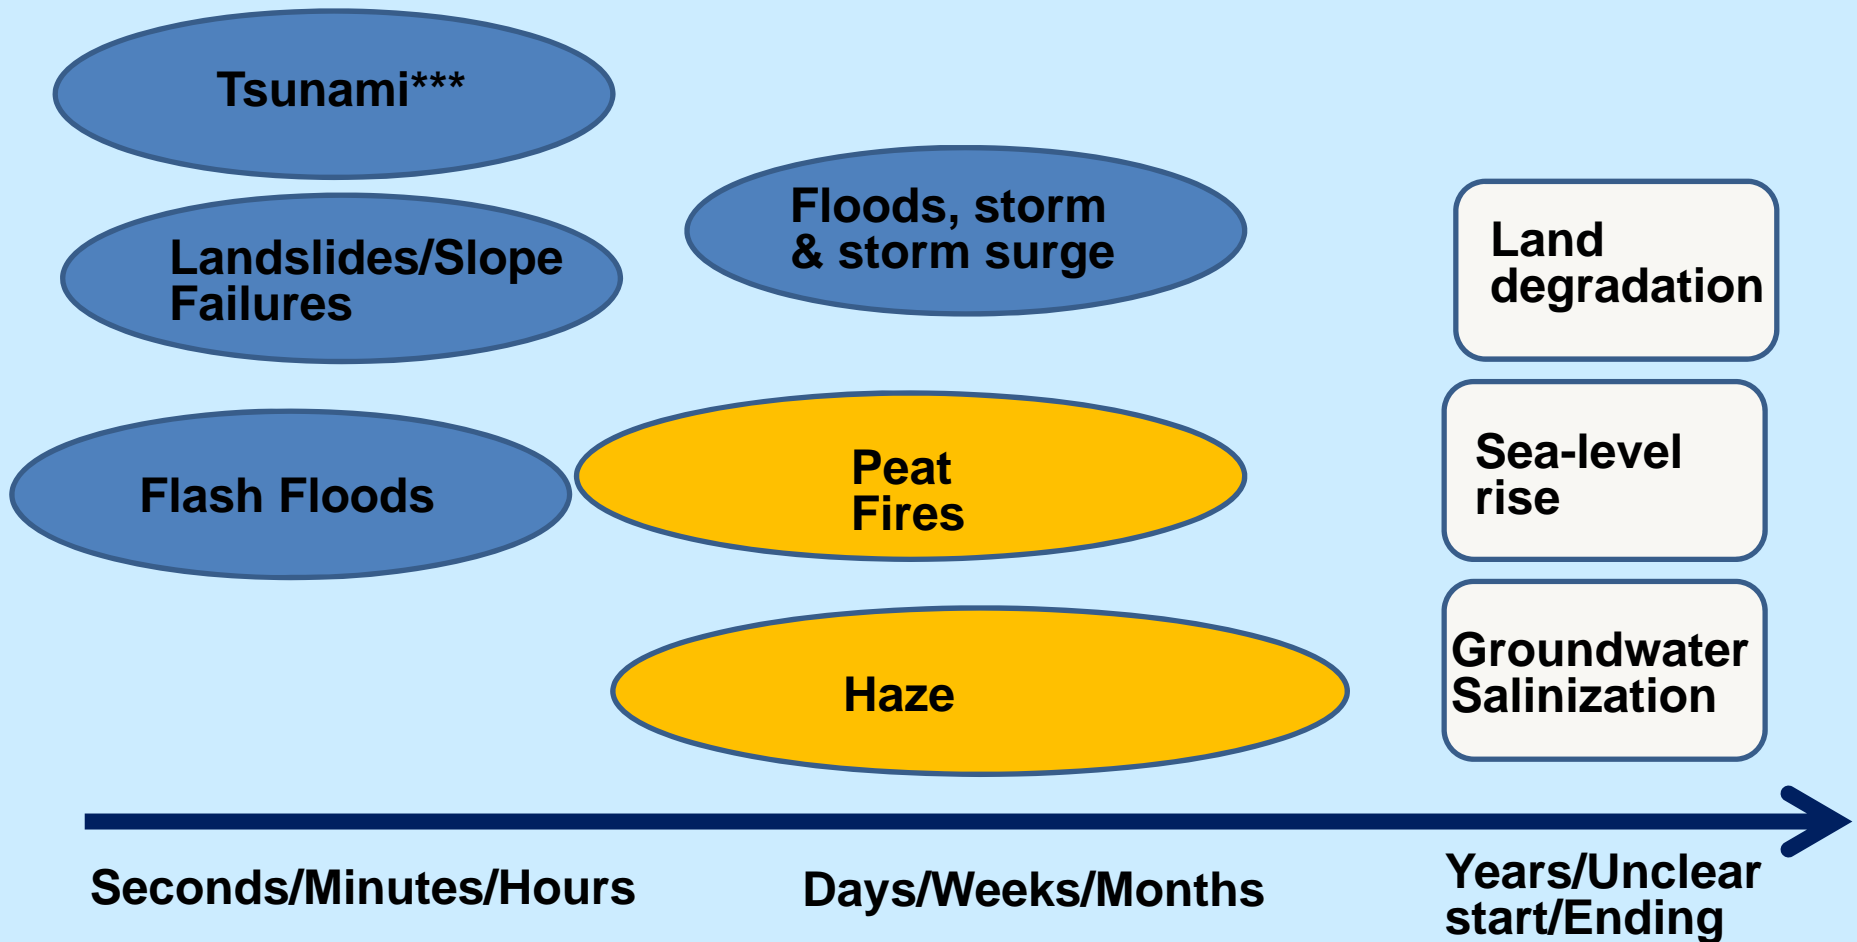 Tsunami***
Landslides/Slope
Failures
Flash Floods
Floods, storm
& storm surge
Peat
Fires
Haze
Land
degradation
Sea-level
rise
Groundwater
Salinization
Seconds/Minutes/Hours
Days/Weeks/Months
Years/Unclear
start/Ending